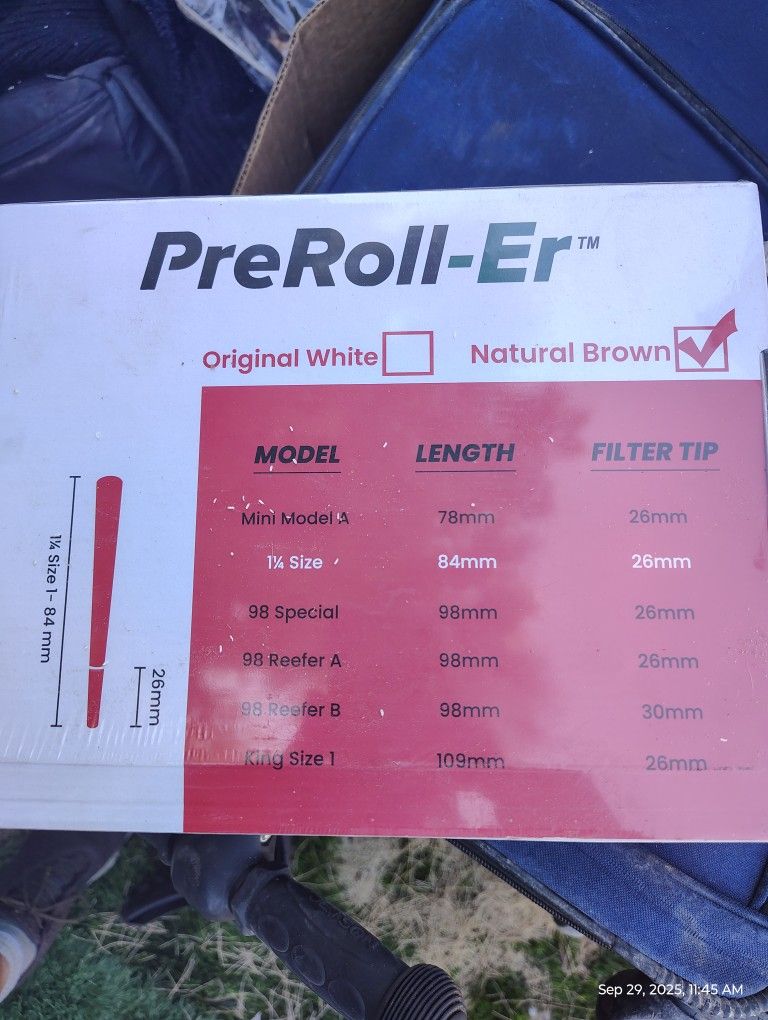 PreRoll-Er™
Original White Natural Brown
MODEL LENGTH FILTER TIP
Mini Model A 78mm 26mm
1¼ Size 84mm 26mm
98 Special 98mm 26mm
98 Reefer A 98mm 26mm
98 Reefer B 98mm 30mm
King Size 1 109mm 26mm
1¼ Size 1- 84 mm
26mm
Sep 29, 2025, 11:45 AM